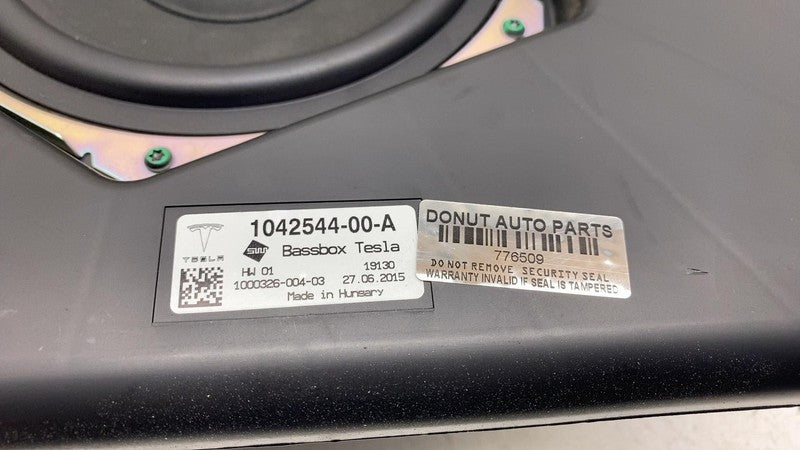 1042544-00-A
SW Bassbox Tesla
TESLA
HW 01 19130
1000326-004-03 27.06.2015
Made in Hungary
DONUT AUTO PARTS
776509
DO NOT REMOVE SECURITY SEAL
WARRANTY INVALID IF SEAL IS TAMPERED